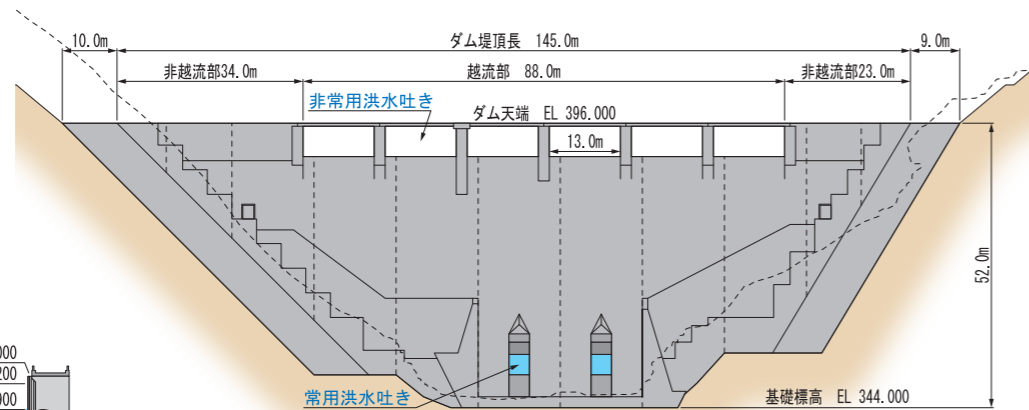 10.0m
ダム堤頂長 145.0m
9.0m
非越流部34.0m
越流部 88.0m
非越流部23.0m
非常用洪水吐き
ダム天端 EL 396.000
13.0m
52.0m
000
200
900
常用洪水吐き
基礎標高 EL 344.000